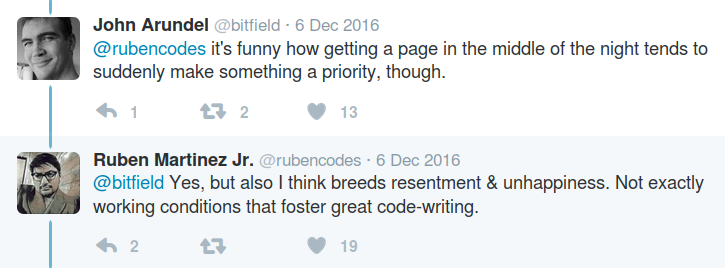 John Arundel @bitfield · 6 Dec 2016
@rubencodes it's funny how getting a page in the middle of the night tends to
suddenly make something a priority, though.
1 2 13
Ruben Martinez Jr. @rubencodes · 6 Dec 2016
@bitfield Yes, but also I think breeds resentment & unhappiness. Not exactly
working conditions that foster great code-writing.
2 19